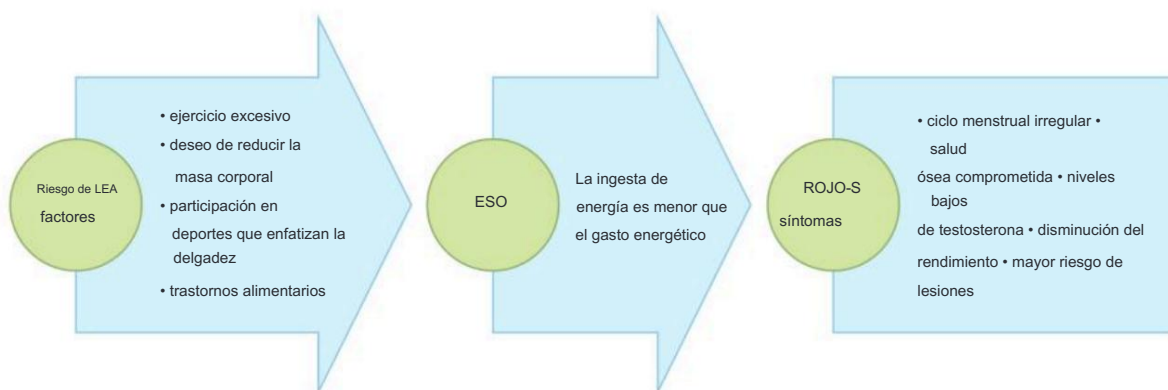 Riesgo de LEA
factores
• ejercicio excesivo
• deseo de reducir la
masa corporal
• participación en
deportes que enfatizan la
delgadez
• trastornos alimentarios
ESO
La ingesta de
energía es menor que
el gasto energético
ROJO-S
síntomas
• ciclo menstrual irregular •
salud
ósea comprometida • niveles
bajos
de testosterona • disminución del
rendimiento • mayor riesgo de
lesiones